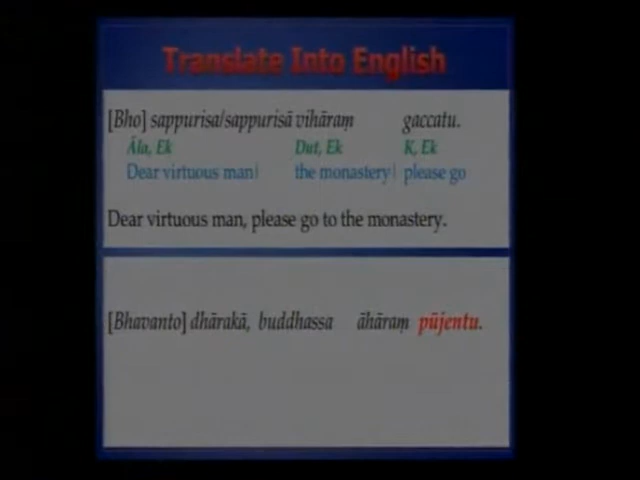 Translate Into English
[Bho] sappurisa/sappurisā vihāraṃ gaccatu.
Āla, Ek Dut, Ek K, Ek
Dear virtuous man| the monastery| please go
Dear virtuous man, please go to the monastery.
[Bhavanto] dhārakā, buddhassa āhāraṃ pūjentu.